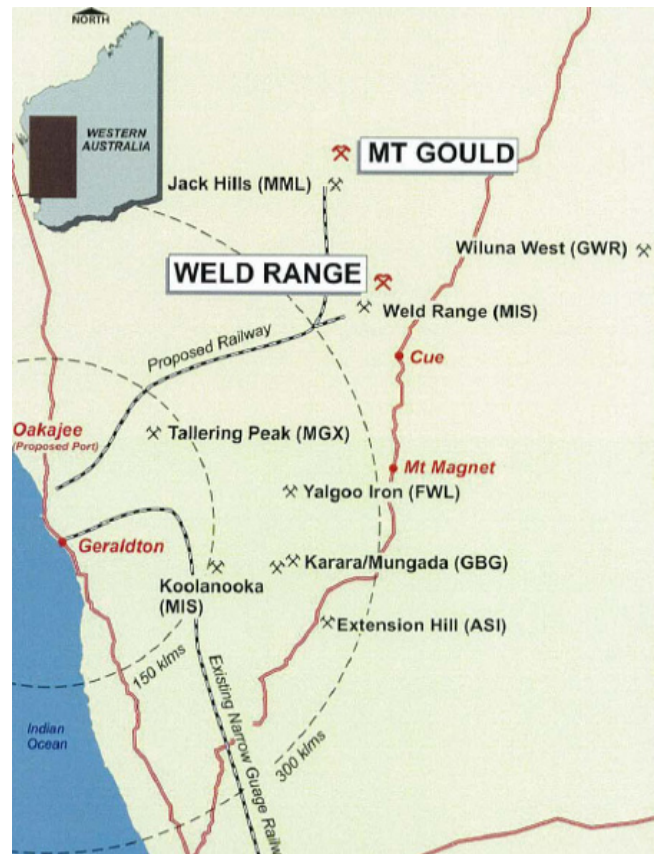 NORTH
WESTERN
AUSTRALIA
MT GOULD
Jack Hills (MML)
Wiluna West (GWR)
WELD RANGE
Weld Range (MIS)
Proposed Railway
Cue
Oakajee
(Proposed Port)
Tallering Peak (MGX)
Mt Magnet
Yalgoo Iron (FWL)
Geraldton
Karara/Mungada (GBG)
Koolanooka
(MIS)
Extension Hill (ASI)
150 klms
Existing Narrow Guage Railw
Indian
Ocean
300 klms